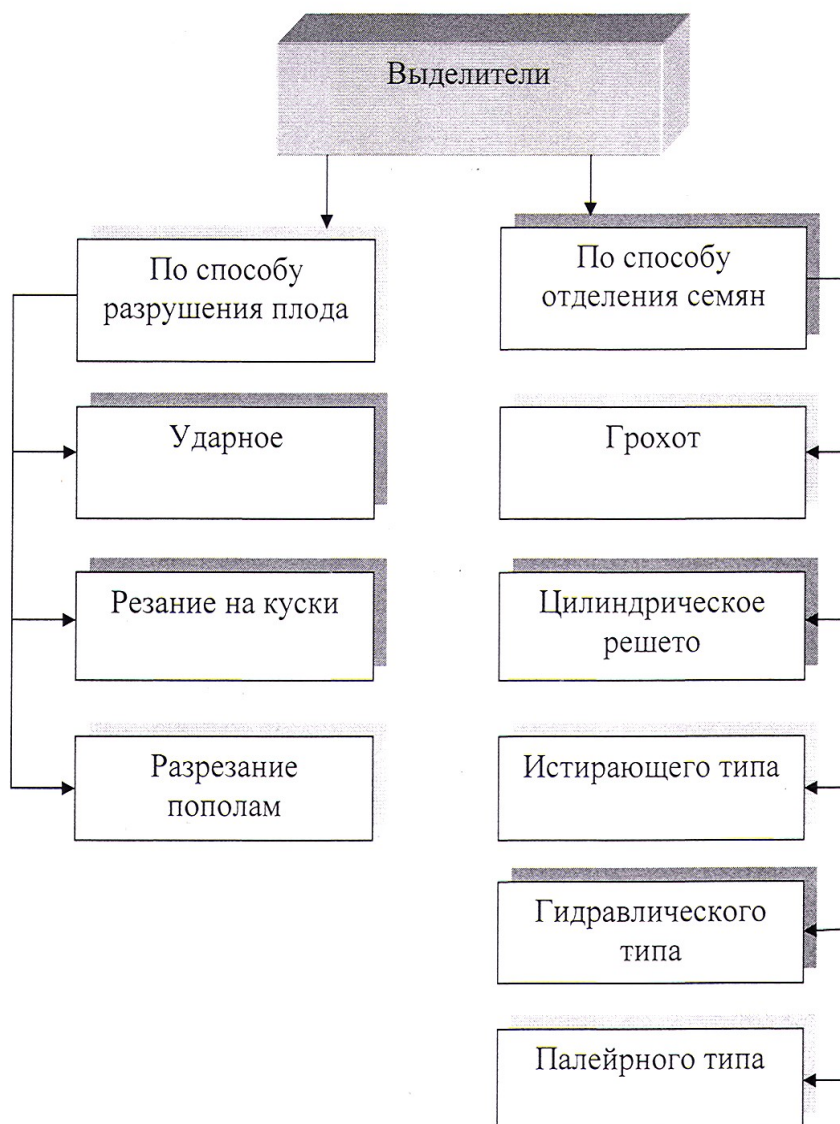 Выделители
По способу
разрушения плода
Ударное
Резание на куски
Разрезание
пополам
По способу
отделения семян
Грохот
Цилиндрическое
решето
Истирающего типа
Гидравлического
типа
Палейрного типа